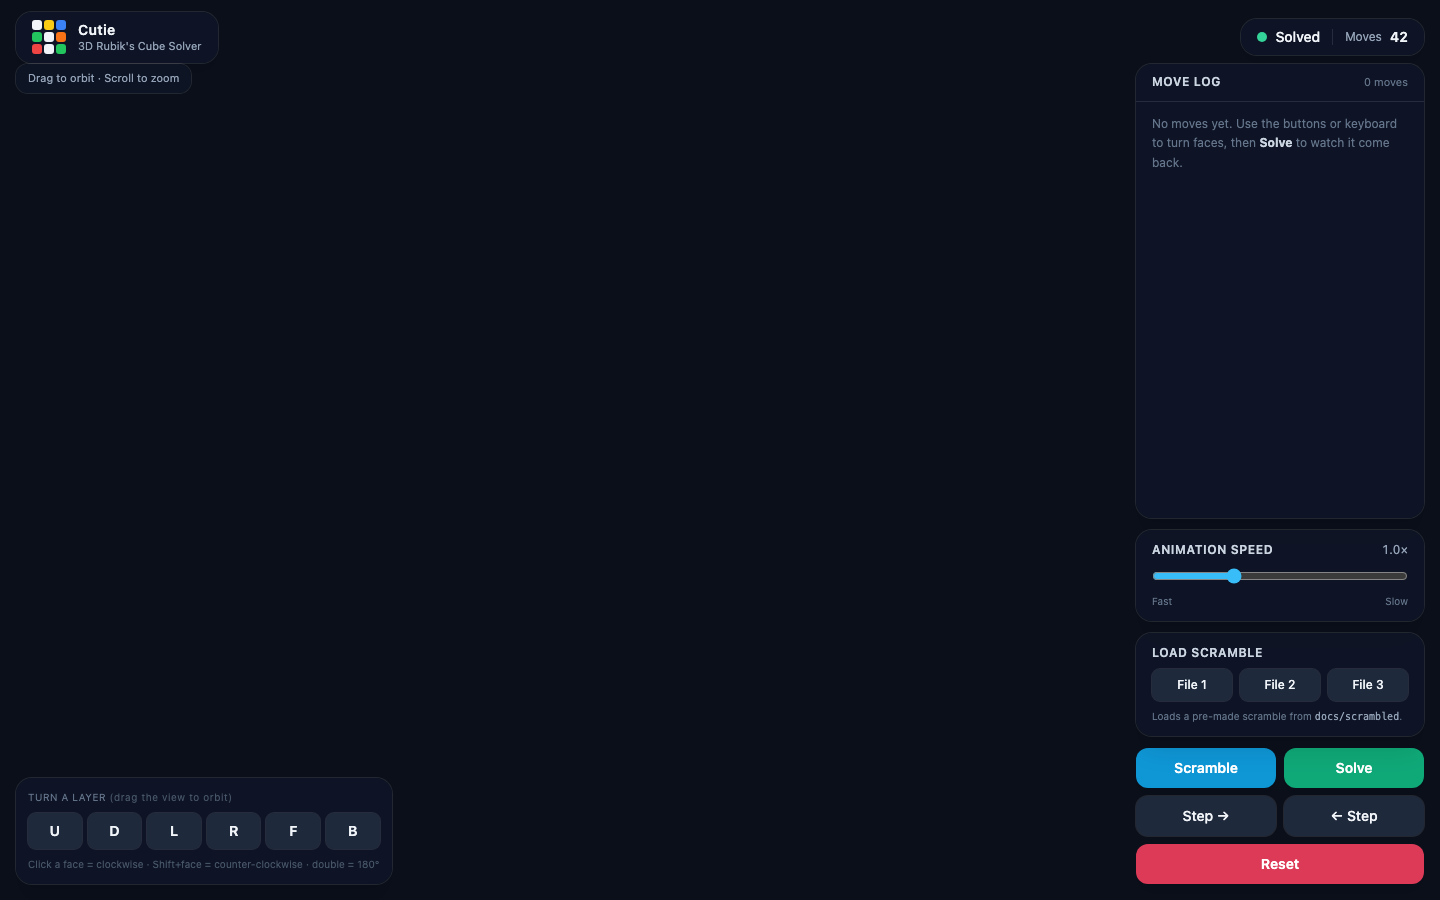 Cutie
3D Rubik's Cube Solver
Drag to orbit · Scroll to zoom
Solved
Moves 42
MOVE LOG
0 moves
No moves yet. Use the buttons or keyboard
to turn faces, then Solve to watch it come
back.
ANIMATION SPEED
1.0×
Fast
Slow
LOAD SCRAMBLE
File 1
File 2
File 3
Loads a pre-made scramble from docs/scrambled.
Scramble
Solve
Step →
← Step
Reset
TURN A LAYER (drag the view to orbit)
U
D
L
R
F
B
Click a face = clockwise · Shift+face = counter-clockwise · double = 180°